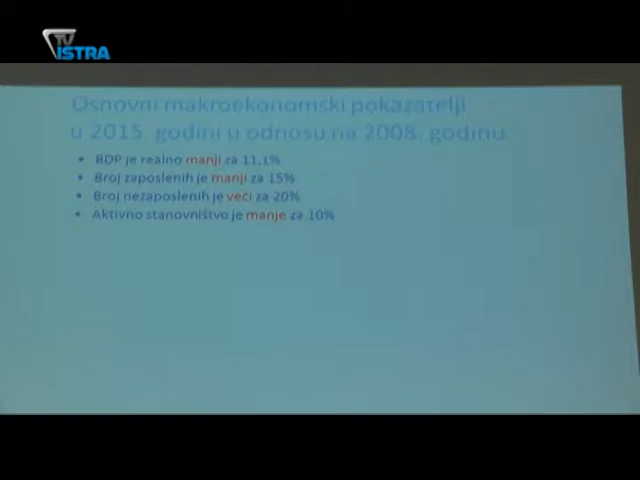 TV
ISTRA
Osnovni makroekonomski pokazatelji
u 2015. godini u odnosu na 2008. godinu
• BDP je realno manji za 11,1%
• Broj zaposlenih je manji za 15%
• Broj nezaposlenih je veći za 20%
• Aktivno stanovništvo je manje za 10%